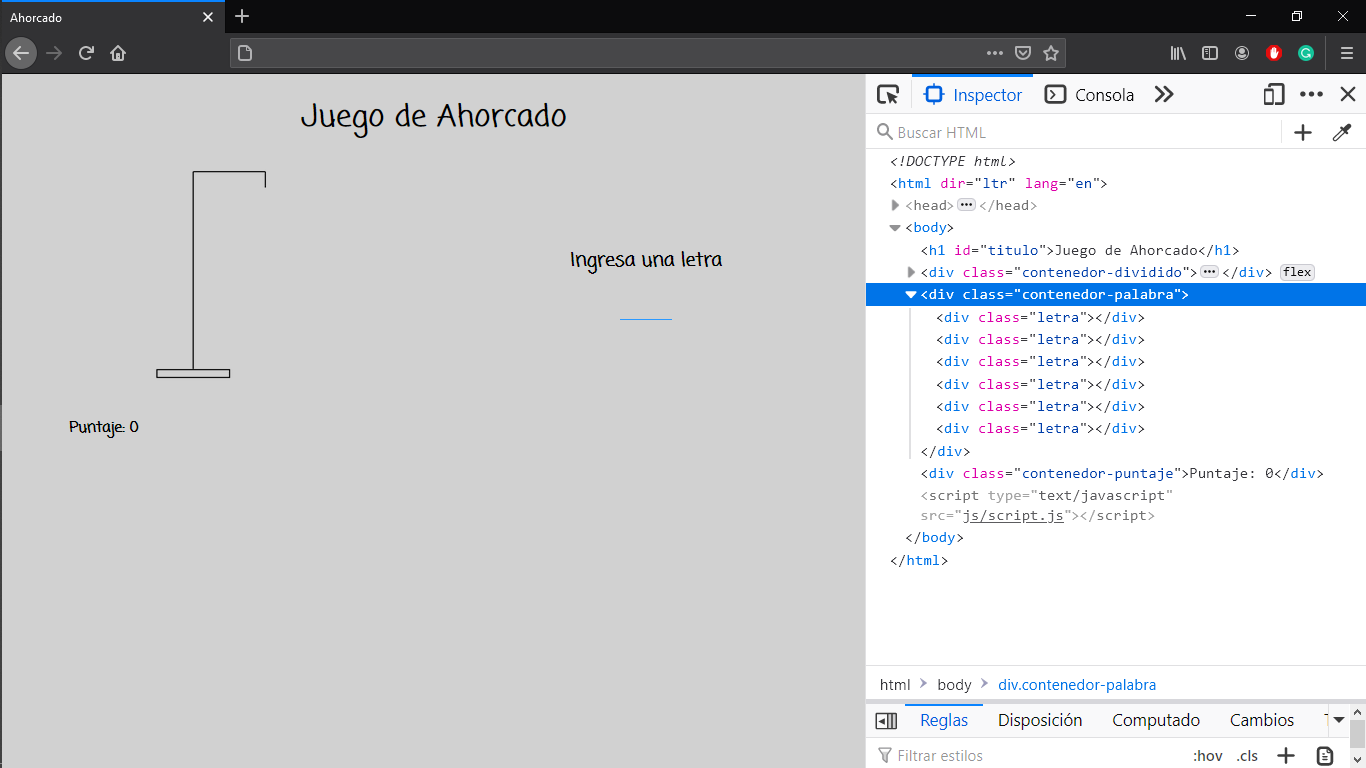 Ahorcado
Juego de Ahorcado
Ingresa una letra
Puntaje: 0
Inspector
Consola
Buscar HTML
<!DOCTYPE html>
<html dir="ltr" lang="en">
<head>
</head>
<body>
<h1 id="titulo">Juego de Ahorcado</h1>
<div class="contenedor-dividido">
</div> flex
<div class="contenedor-palabra">
<div class="letra"></div>
<div class="letra"></div>
<div class="letra"></div>
<div class="letra"></div>
<div class="letra"></div>
<div class="letra"></div>
</div>
<div class="contenedor-puntaje">Puntaje: 0</div>
<script type="text/javascript"
src="js/script.js"></script>
</body>
</html>
html > body > div.contenedor-palabra
Reglas Disposición Computado Cambios
Filtrar estilos :hov .cls